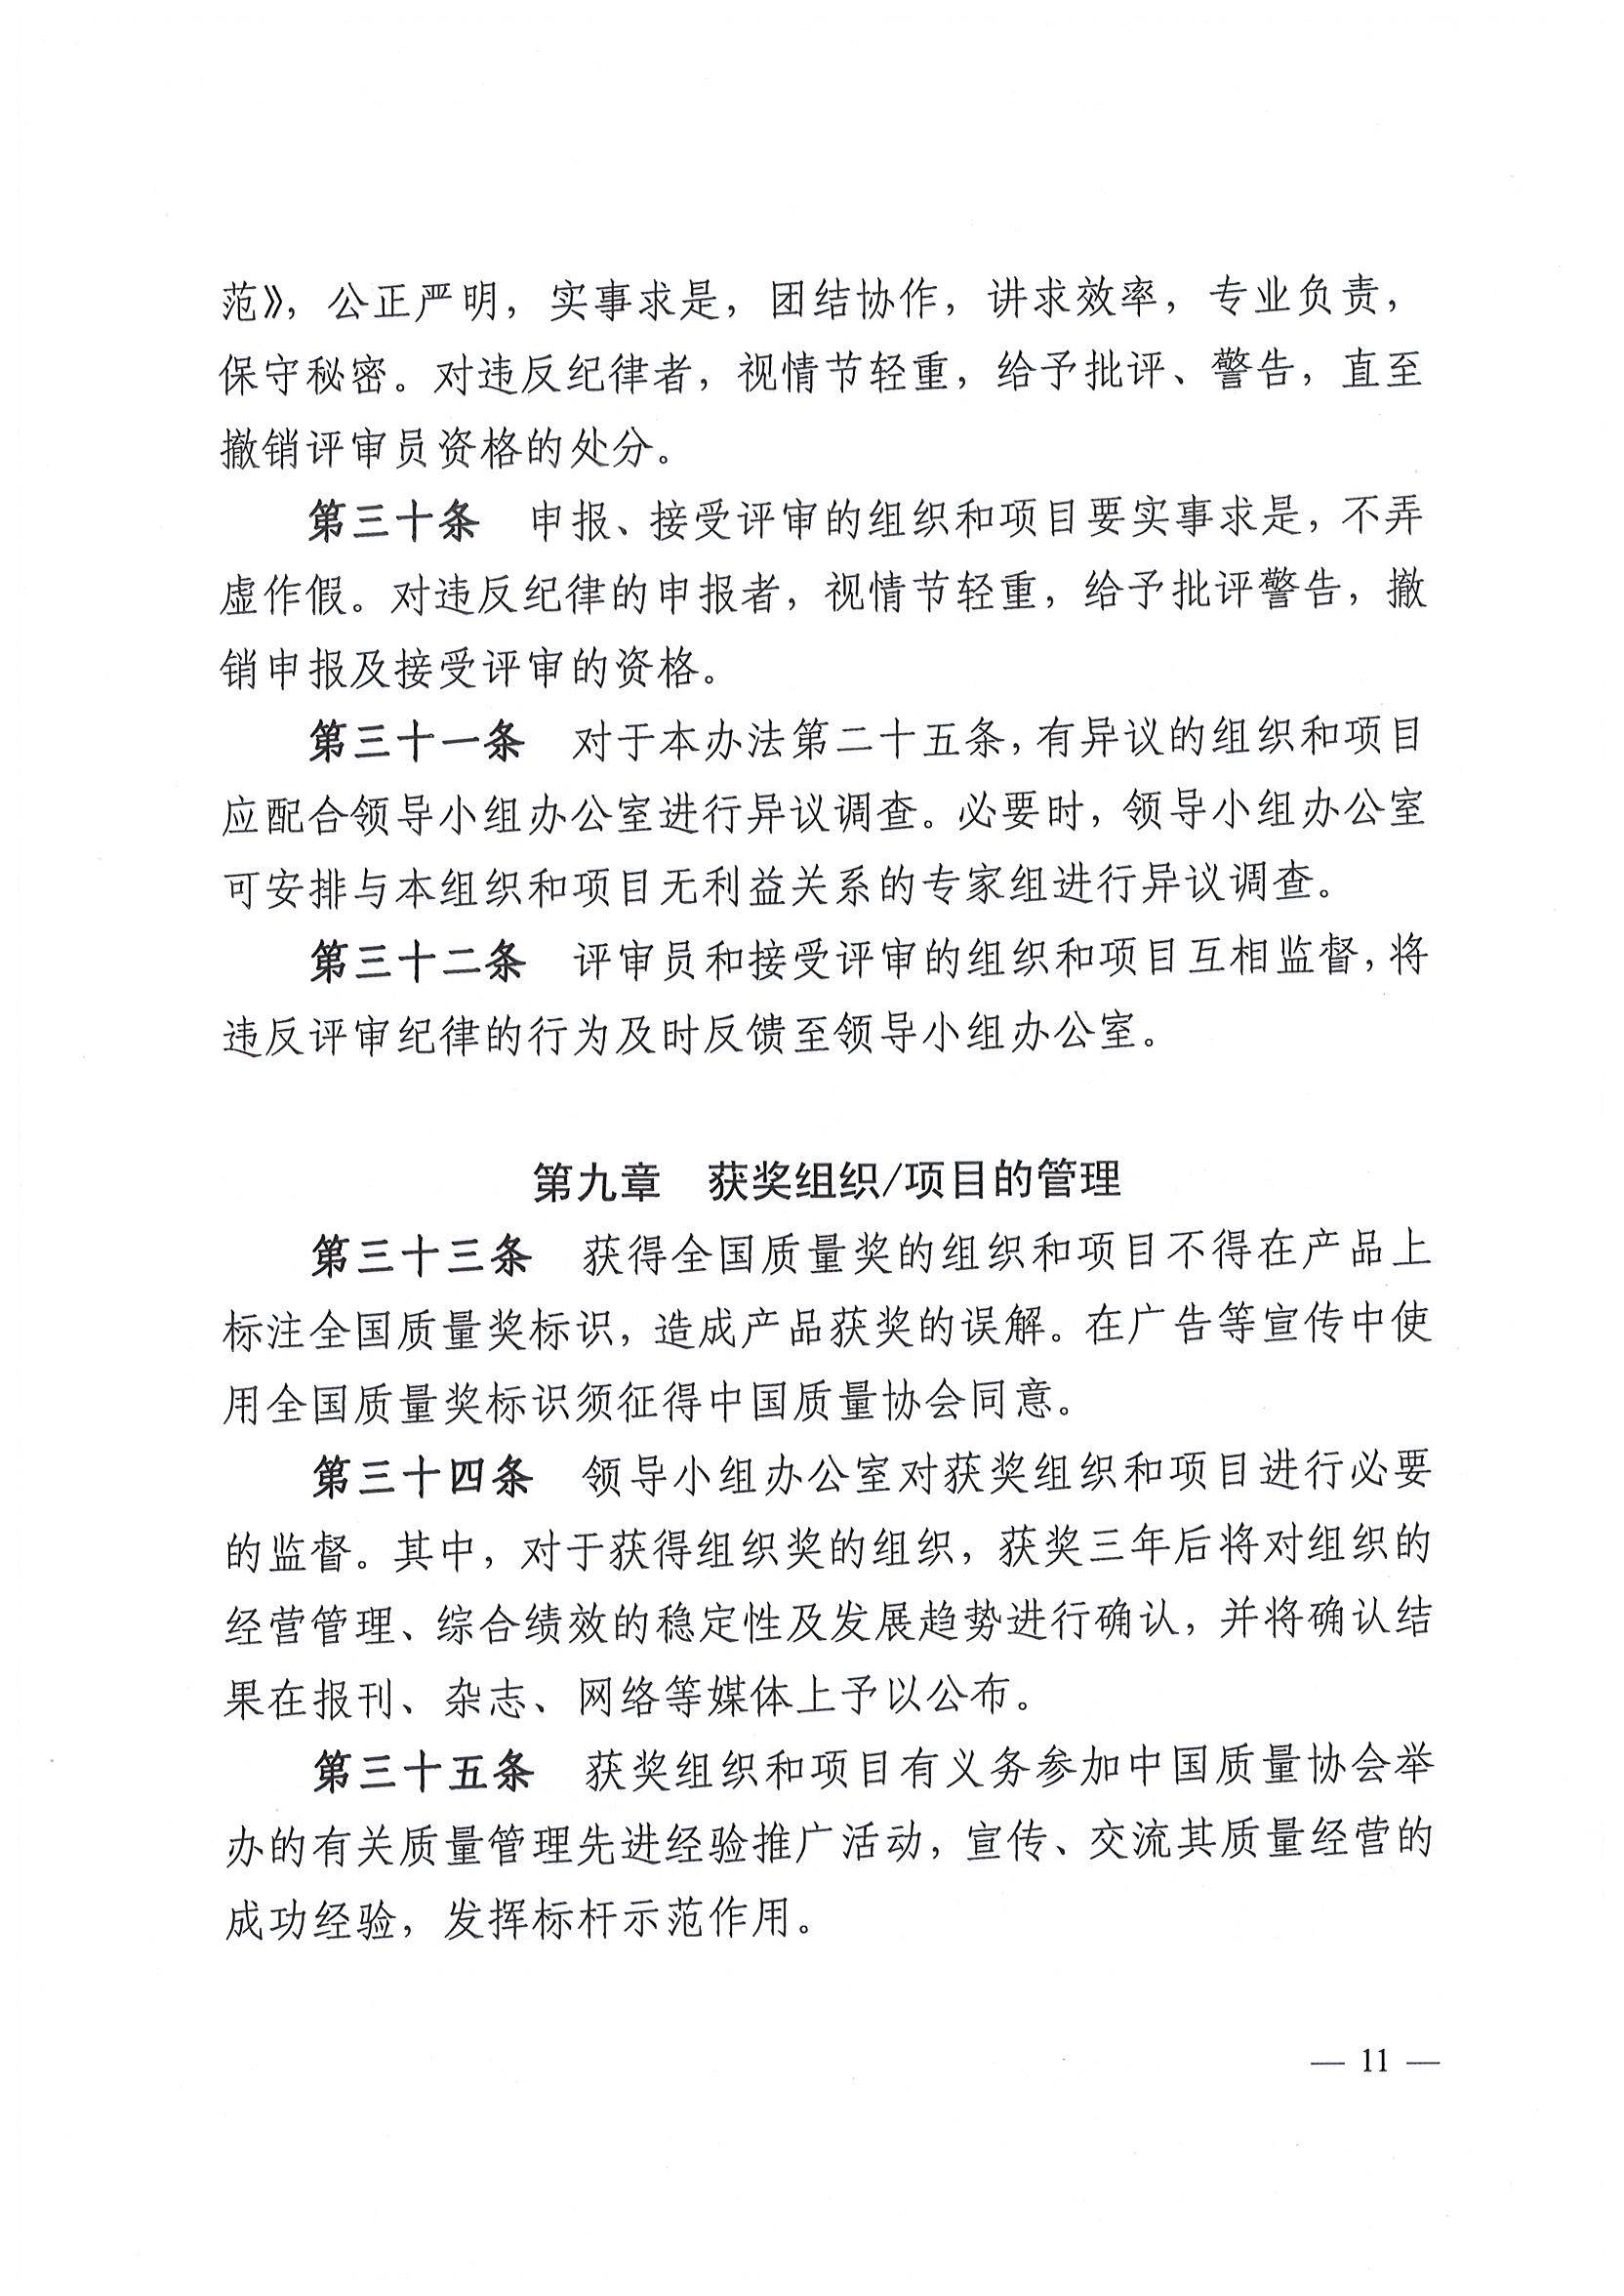 范》，公正严明，实事求是，团结协作，讲求效率，专业负责，
保守秘密。对违反纪律者，视情节轻重，给予批评、警告，直至
撤销评审员资格的处分。
第三十条　申报、接受评审的组织和项目要实事求是，不弄
虚作假。对违反纪律的申报者，视情节轻重，给予批评警告，撤
销申报及接受评审的资格。
第三十一条　对于本办法第二十五条，有异议的组织和项目
应配合领导小组办公室进行异议调查。必要时，领导小组办公室
可安排与本组织和项目无利益关系的专家组进行异议调查。
第三十二条　评审员和接受评审的组织和项目互相监督，将
违反评审纪律的行为及时反馈至领导小组办公室。
第九章　获奖组织/项目的管理
第三十三条　获得全国质量奖的组织和项目不得在产品上
标注全国质量奖标识，造成产品获奖的误解。在广告等宣传中使
用全国质量奖标识须征得中国质量协会同意。
第三十四条　领导小组办公室对获奖组织和项目进行必要
的监督。其中，对于获得组织奖的组织，获奖三年后将对组织的
经营管理、综合绩效的稳定性及发展趋势进行确认，并将确认结
果在报刊、杂志、网络等媒体上予以公布。
第三十五条　获奖组织和项目有义务参加中国质量协会举
办的有关质量管理先进经验推广活动，宣传、交流其质量经营的
成功经验，发挥标杆示范作用。
— 11 —